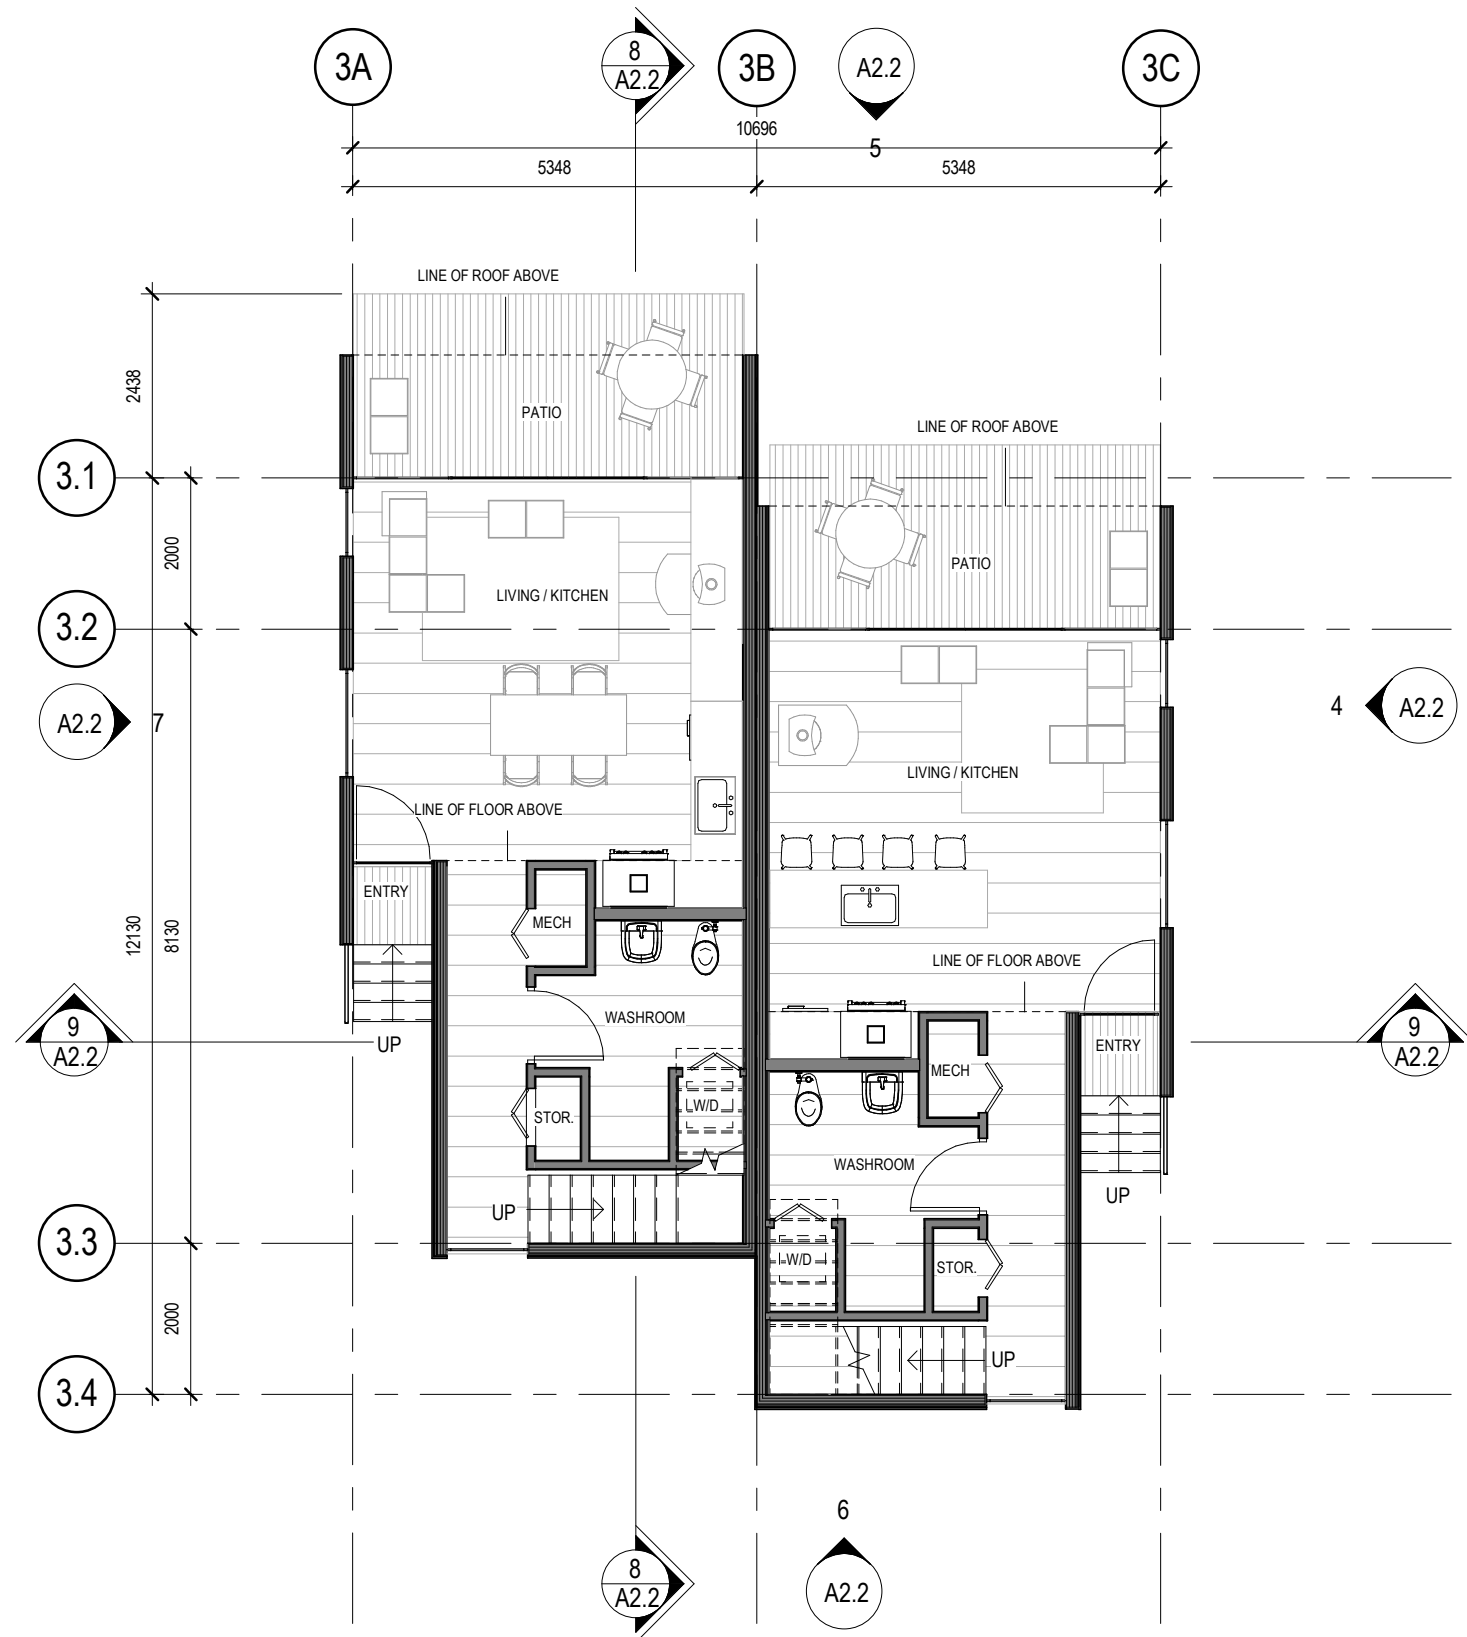 3A
8
A2.2
3B
A2.2
3C
10696
5
5348
5348
LINE OF ROOF ABOVE
2438
PATIO
LINE OF ROOF ABOVE
3.1
2000
PATIO
LIVING / KITCHEN
3.2
A2.2
7
4
A2.2
LIVING / KITCHEN
LINE OF FLOOR ABOVE
ENTRY
MECH
12130
8130
LINE OF FLOOR ABOVE
WASHROOM
9
A2.2
UP
9
A2.2
ENTRY
MECH
W/D
STOR.
WASHROOM
UP
UP
3.3
W/D
STOR.
2000
UP
3.4
6
8
A2.2
A2.2